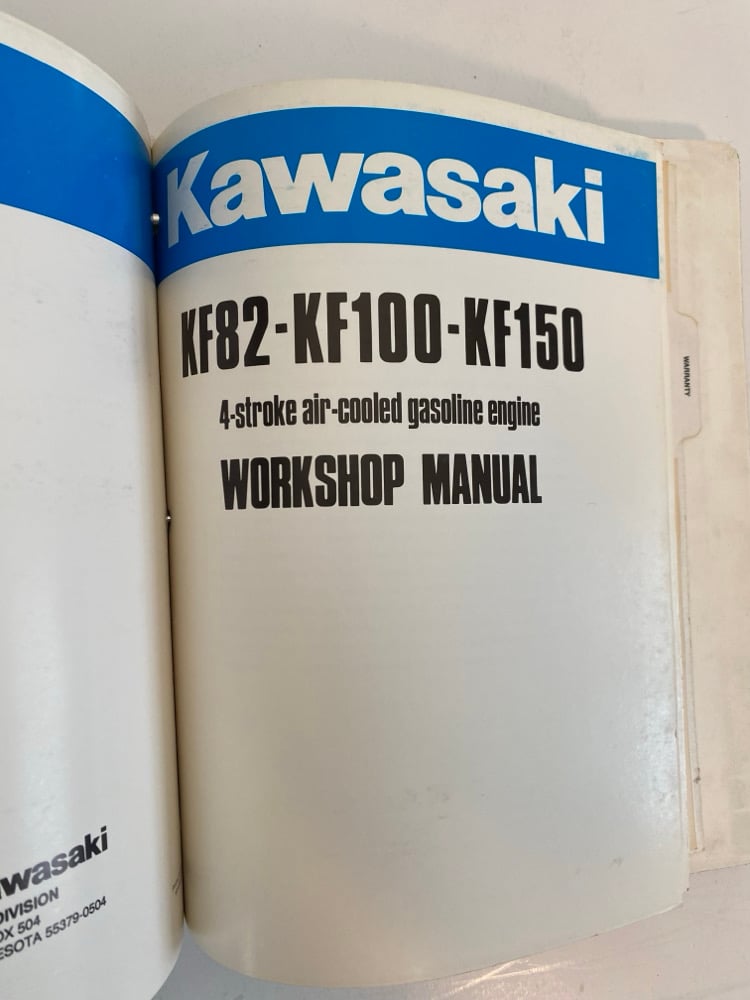 Kawasaki
KF82-KF100-KF150
4-stroke air-cooled gasoline engine
WORKSHOP MANUAL
WARRANTY
awasaki
DIVISION
OX 504
ESOTA 55379-0504